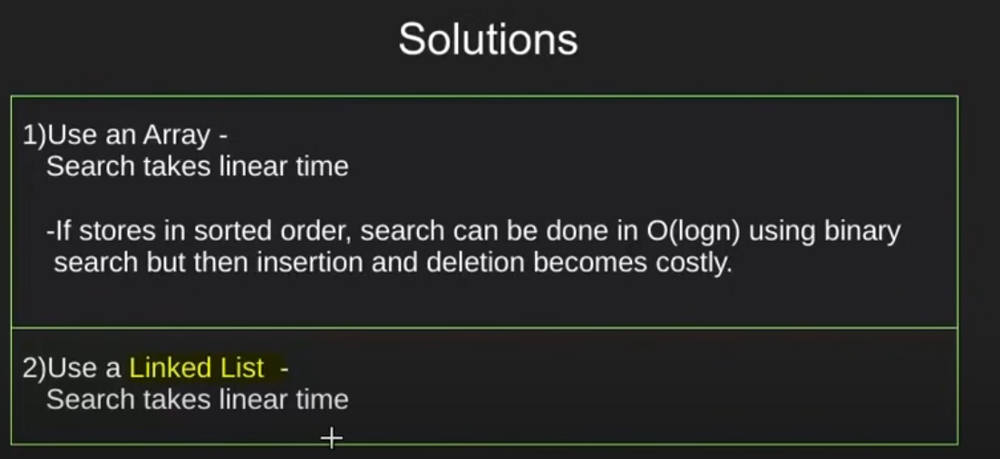 Solutions
1)Use an Array -
Search takes linear time
-If stores in sorted order, search can be done in O(logn) using binary
search but then insertion and deletion becomes costly.
2)Use a Linked List -
Search takes linear time